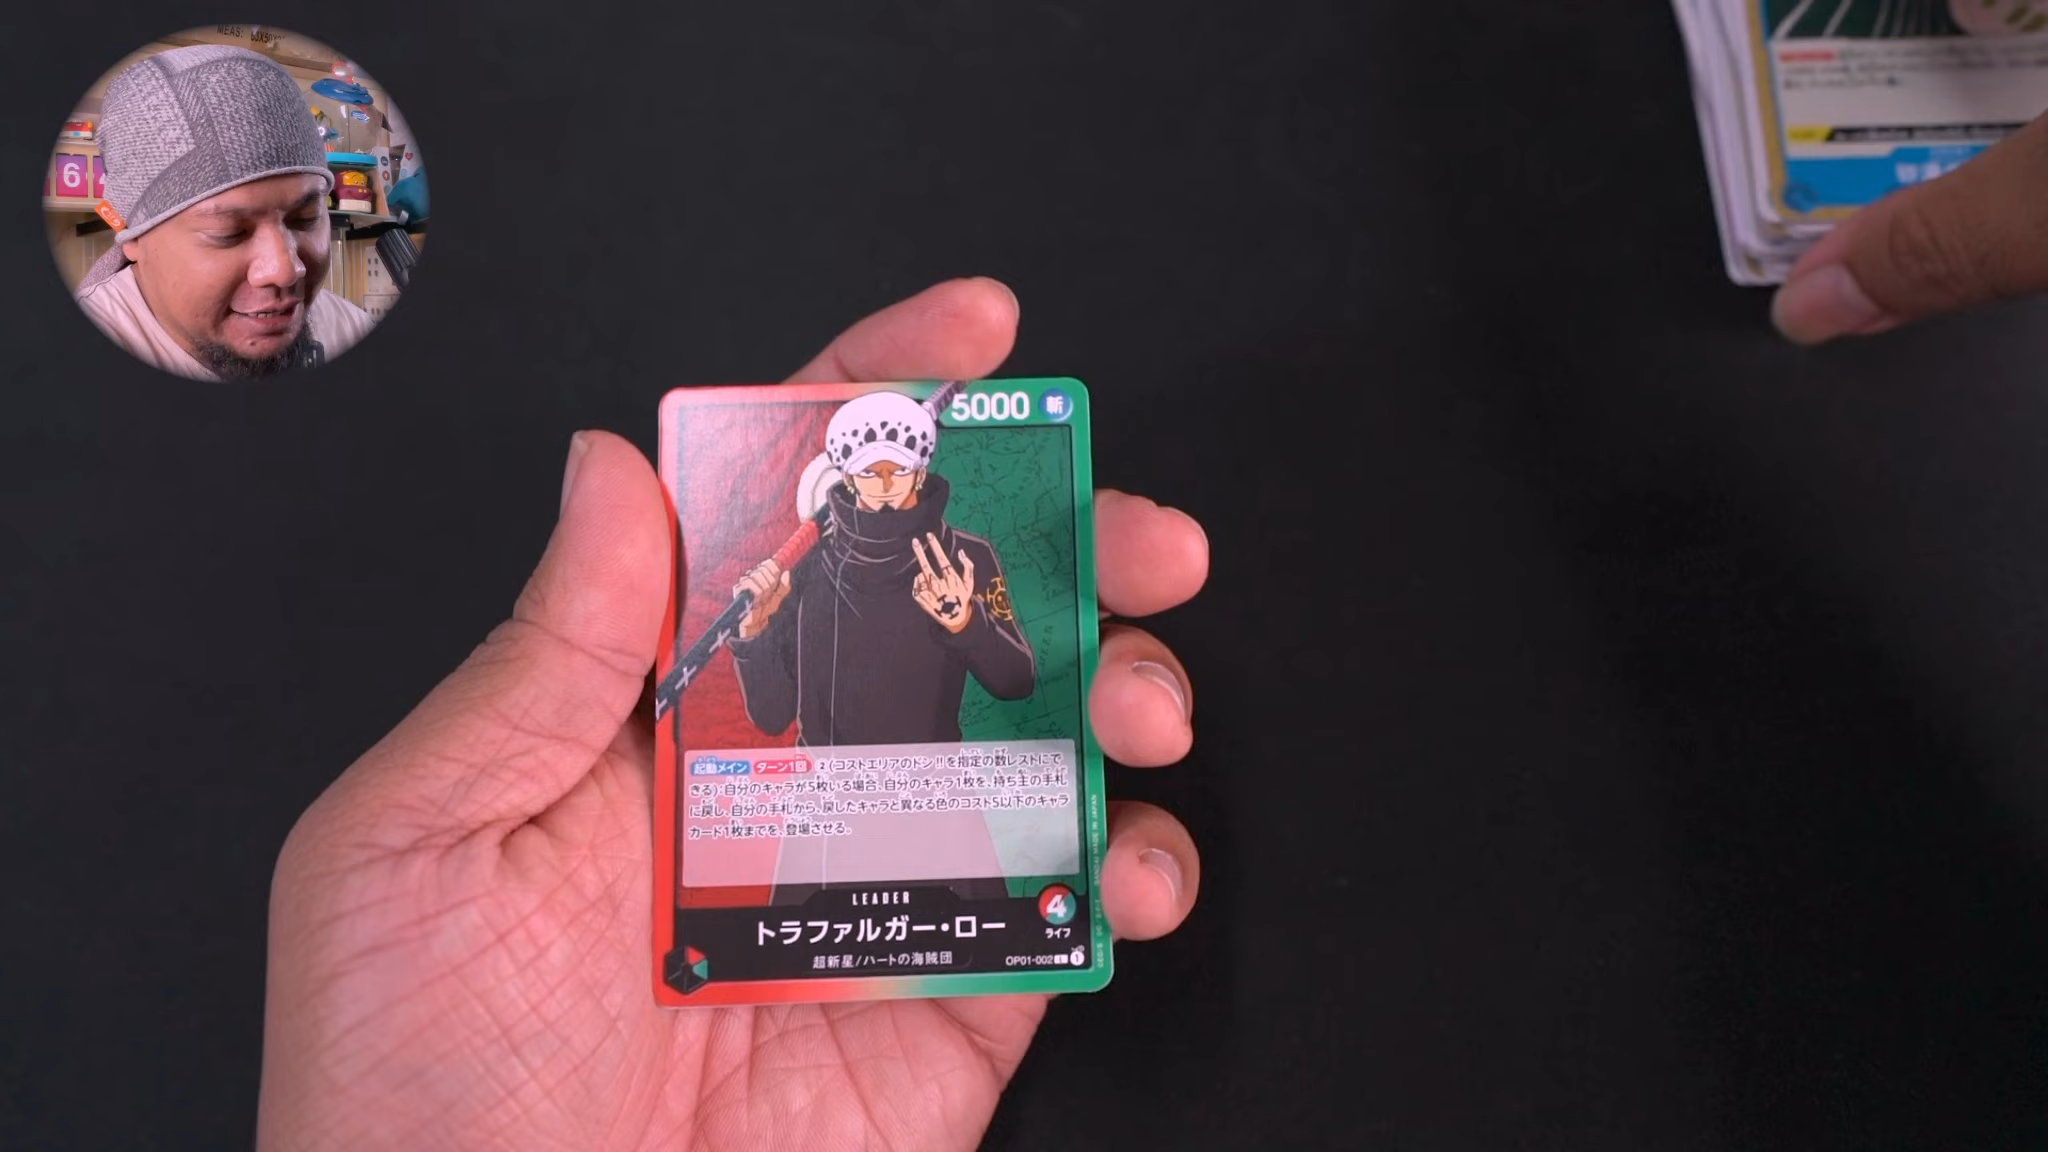 6
5000 斬
起動メイン ターン1回 ②(コストエリアのドン!!を指定の数レストにで
きる):自分のキャラが5枚いる場合、自分のキャラ1枚を、持ち主の手札
に戻し、自分の手札から、戻したキャラと異なる色のコスト5以下のキャラ
カード1枚までを、登場させる。
LEADER
4
トラファルガー・ロー
ライフ
超新星/ハートの海賊団
OP01-002 L 1